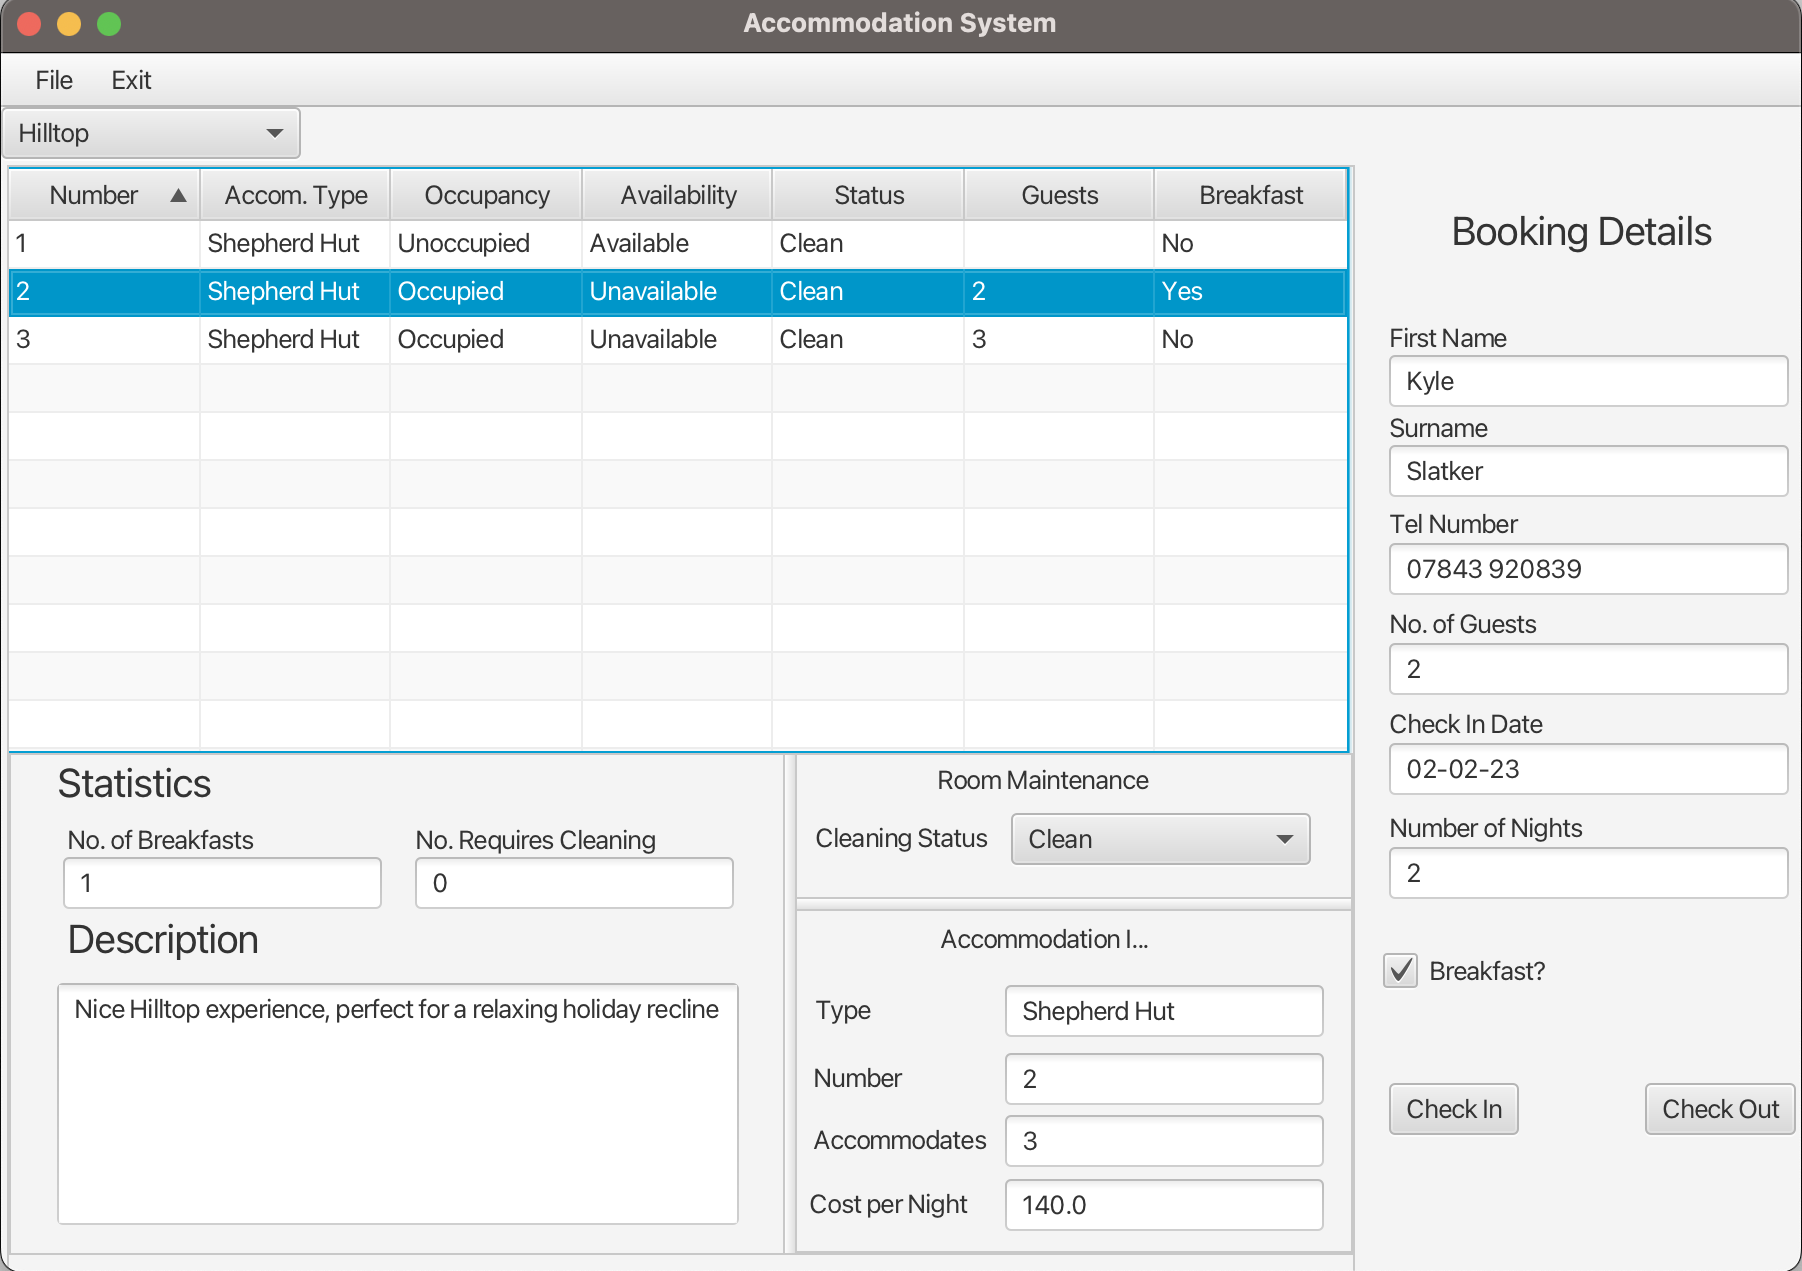 Accommodation System
File Exit
Hilltop
Number Accom. Type Occupancy Availability Status Guests Breakfast
1 Shepherd Hut Unoccupied Available Clean No
2 Shepherd Hut Occupied Unavailable Clean 2 Yes
3 Shepherd Hut Occupied Unavailable Clean 3 No
Statistics
No. of Breakfasts No. Requires Cleaning
1 0
Description
Nice Hilltop experience, perfect for a relaxing holiday recline
Room Maintenance
Cleaning Status Clean
Accommodation I...
Type Shepherd Hut
Number 2
Accommodates 3
Cost per Night 140.0
Booking Details
First Name
Kyle
Surname
Slatker
Tel Number
07843 920839
No. of Guests
2
Check In Date
02-02-23
Number of Nights
2
Breakfast?
Check In Check Out